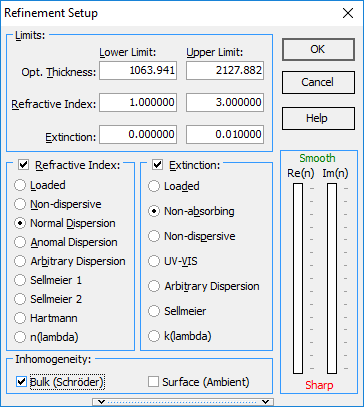 Refinement Setup
Limits:
Lower Limit: Upper Limit:
Opt. Thickness: 1063.941 2127.882
Refractive Index: 1.000000 3.000000
Extinction: 0.000000 0.010000
OK
Cancel
Help
Refractive Index:
Loaded
Non-dispersive
Normal Dispersion
Anomal Dispersion
Arbitrary Dispersion
Sellmeier 1
Sellmeier 2
Hartmann
n(lambda)
Extinction:
Loaded
Non-absorbing
Non-dispersive
UV-VIS
Arbitrary Dispersion
Sellmeier
k(lambda)
Smooth
Re(n) Im(n)
Sharp
Inhomogeneity:
Bulk (Schröder) Surface (Ambient)